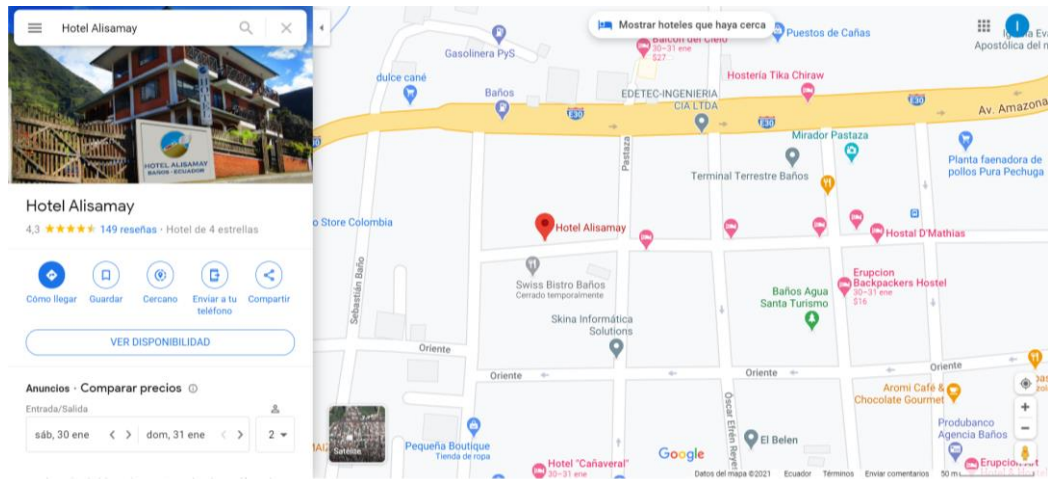 Hotel Alisamay
HOTEL
HOTEL ALISAMAY
BAÑOS - ECUADOR
Hotel Alisamay
4,3
149 reseñas · Hotel de 4 estrellas
Cómo llegar
Guardar
Cercano
Enviar a tu
teléfono
Compartir
VER DISPONIBILIDAD
Anuncios · Comparar precios
Entrada/Salida
sáb, 30 ene
dom, 31 ene
2
Mostrar hoteles que haya cerca
I
Gasolinera PyS
Balcón del Cielo
30–31 ene
$27
Puestos de Cañas
Apostólica del
dulce cané
Baños
EDETEC-INGENIERIA
CIA LTDA
Hostería Tika Chiraw
E30
E30
E30
E30
Av. Amazona
Pastaza
Mirador Pastaza
Terminal Terrestre Baños
Planta faenadora de
pollos Pura Pechuga
o Store Colombia
Hotel Alisamay
Hostal D'Mathias
Sebastián Baño
Swiss Bistro Baños
Cerrado temporalmente
Erupcion
Backpackers Hostel
30–31 ene
$16
Baños Agua
Santa Turismo
Skina Informática
Solutions
Oriente
Oriente
Oriente
Oriente
Óscar Efrén Reyes
Aromi Café &
Chocolate Gourmet
Satélite
Pequeña Boutique
Tienda de ropa
El Belen
Produbanco
Agencia Baños
Hotel "Cañaveral"
Google
Erupcion Art
Datos del mapa ©2021
Ecuador
Términos
Enviar comentarios
50 m